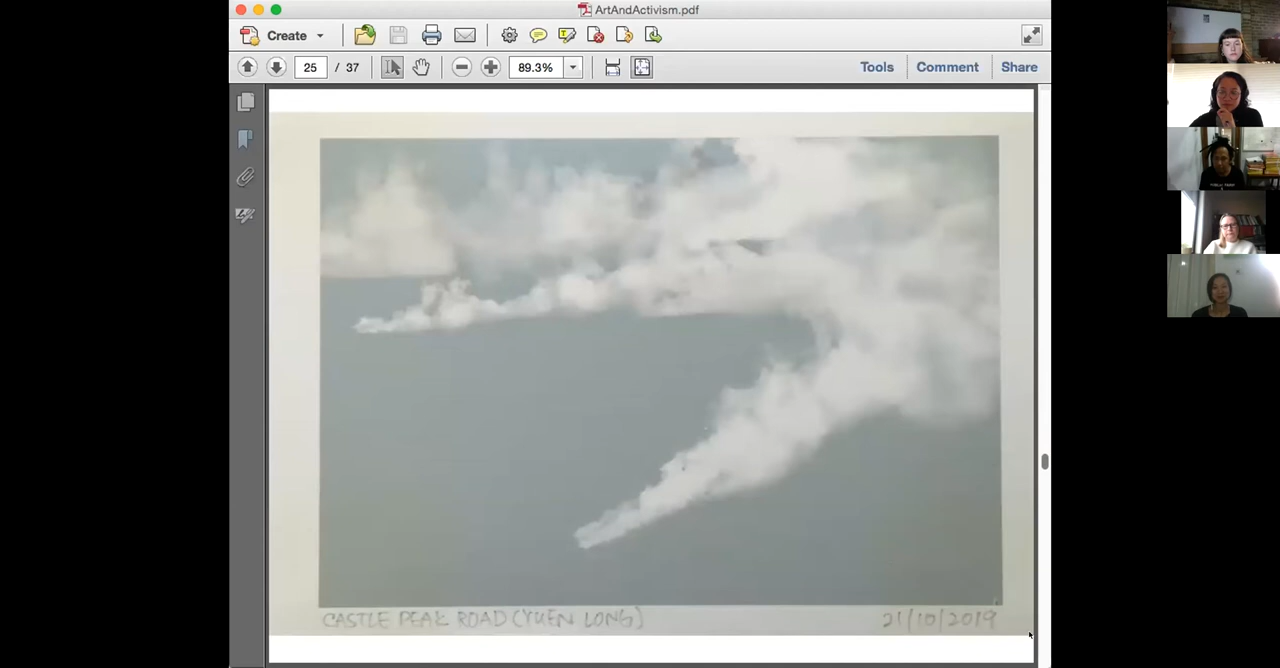 ArtAndActivism.pdf
Create
25 / 37
89.3%
Tools
Comment
Share
CASTLE PEAK ROAD (YUEN LONG)
21/10/2019